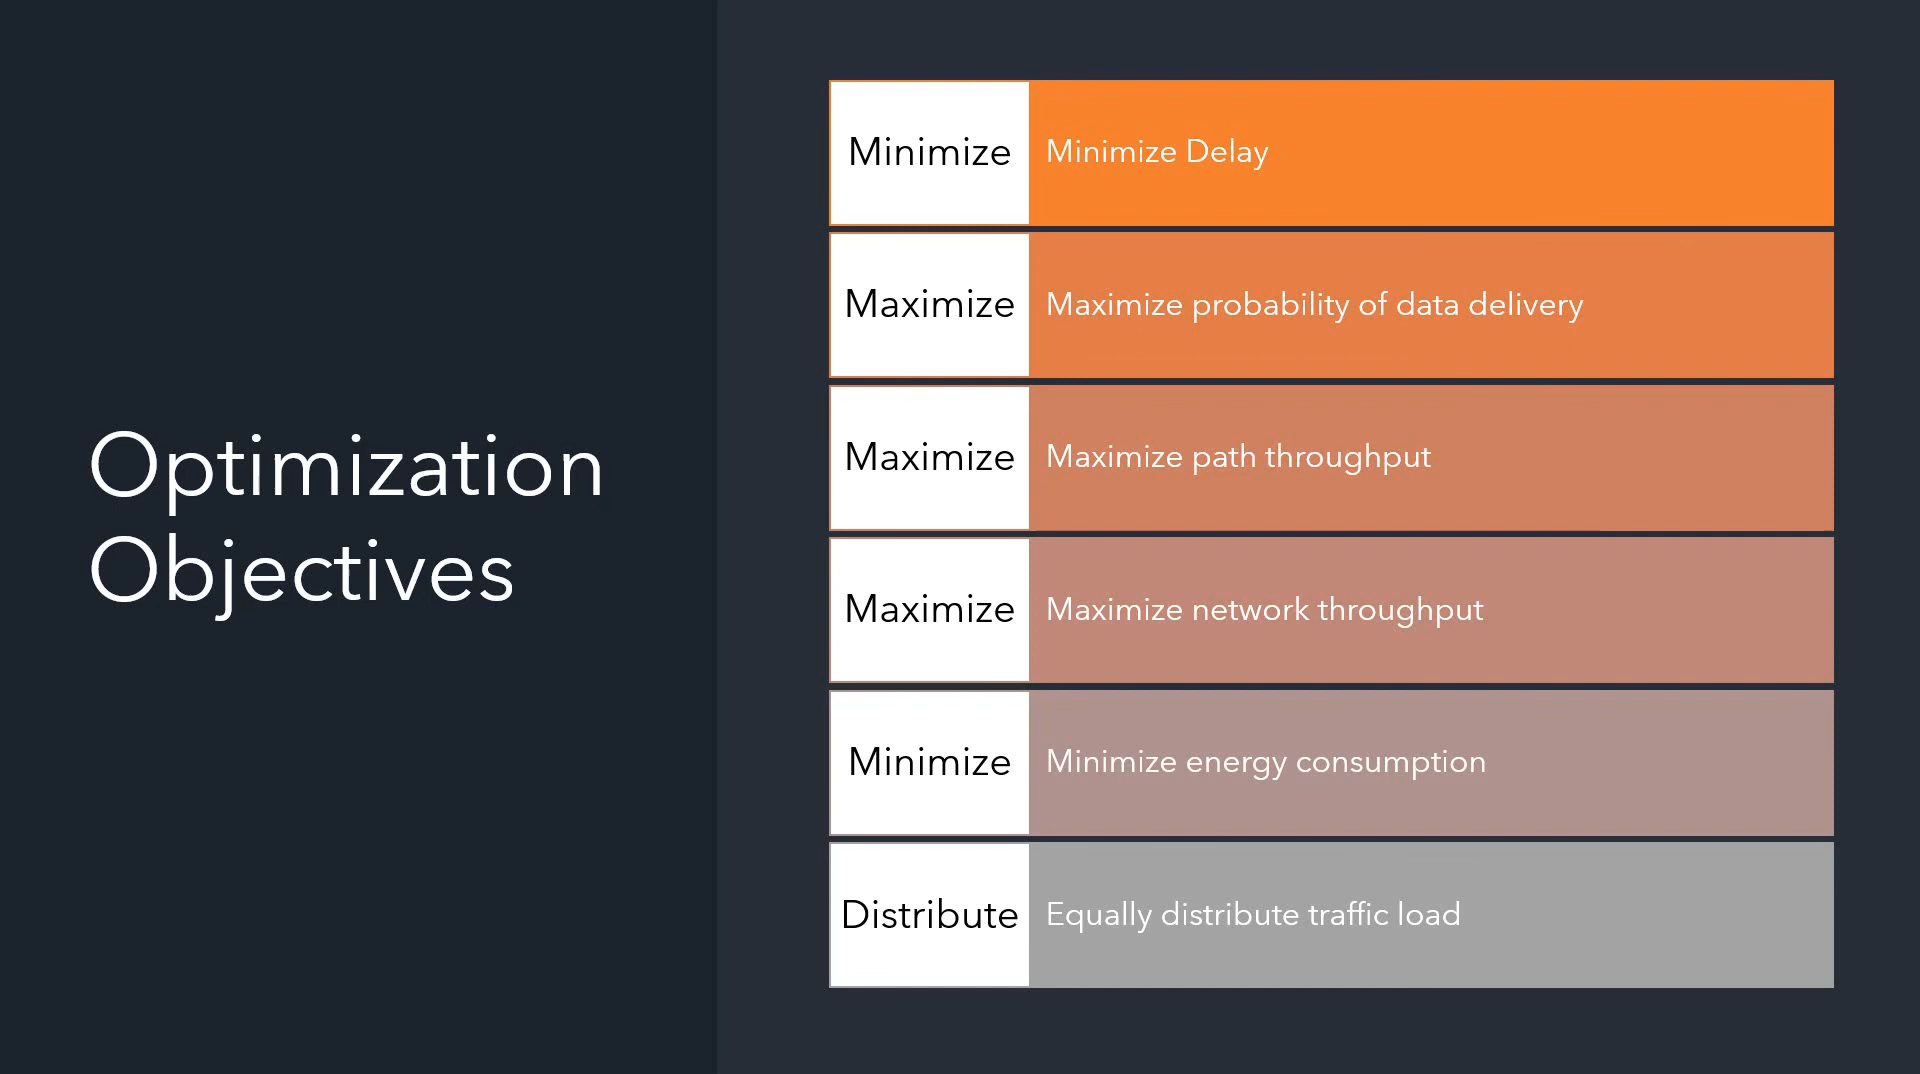 Optimization
Objectives
Minimize
Minimize Delay
Maximize
Maximize probability of data delivery
Maximize
Maximize path throughput
Maximize
Maximize network throughput
Minimize
Minimize energy consumption
Distribute
Equally distribute traffic load